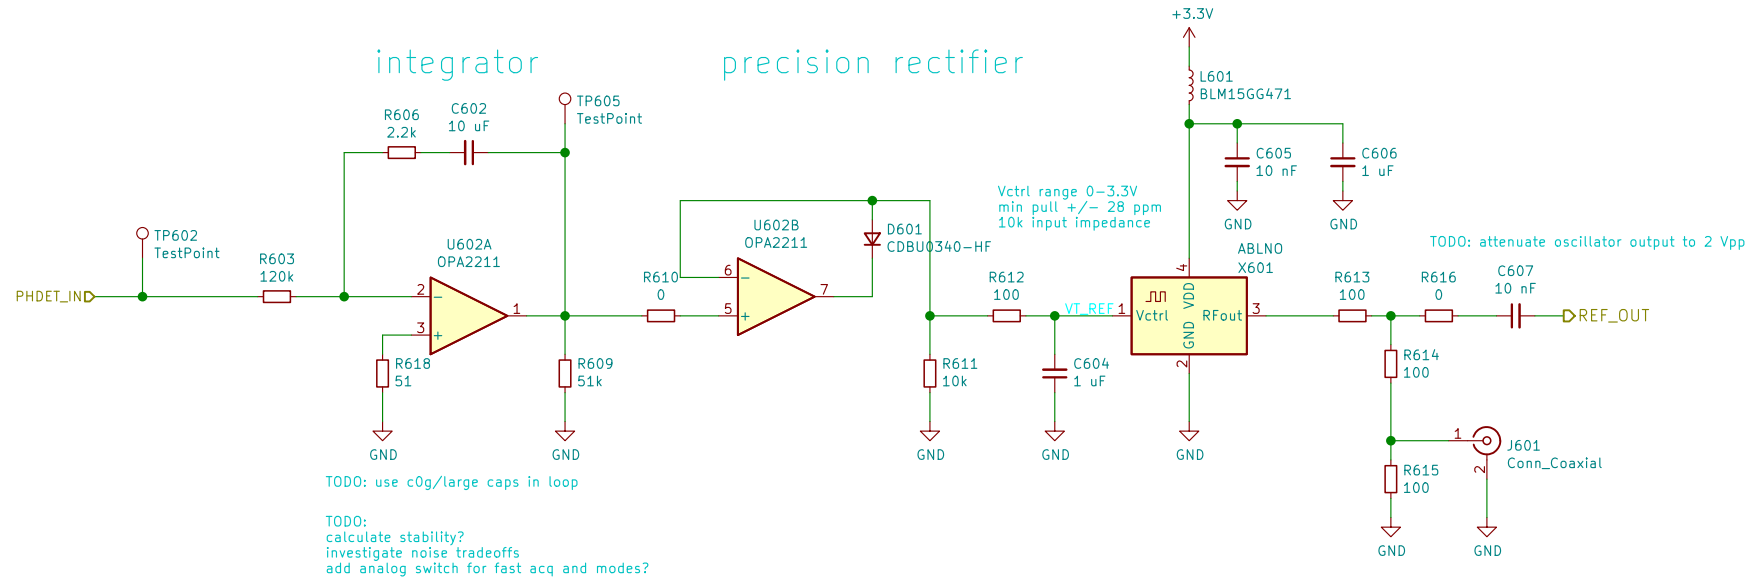 +3.3V
integrator
precision rectifier
L601
BLM15GG471
R606
2.2k
C602
10 uF
TP605
TestPoint
C605
10 nF
C606
1 uF
Vctrl range 0-3.3V
min pull +/- 28 ppm
10k input impedance
GND
GND
TP602
TestPoint
U602A
OPA2211
U602B
OPA2211
D601
CDBU0340-HF
ABLNO
X601
TODO: attenuate oscillator output to 2 Vpp
R603
120k
R610
0
R612
100
R613
100
R616
0
C607
10 nF
PHDET_IN
2
-
3
+
1
6
-
5
+
7
VT_REF
1
Vctrl
4
VDD
GND
2
RFout
3
REF_OUT
R618
51
R609
51k
R611
10k
C604
1 uF
R614
100
GND
GND
GND
GND
GND
1
2
J601
Conn_Coaxial
R615
100
GND
GND
TODO: use c0g/large caps in loop
TODO:
calculate stability?
investigate noise tradeoffs
add analog switch for fast acq and modes?